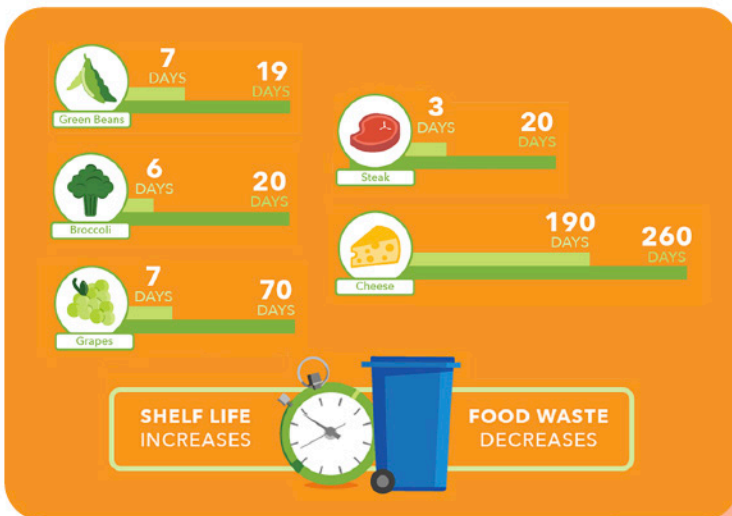 7
DAYS
19
DAYS
Green Beans
6
DAYS
20
DAYS
Broccoli
7
DAYS
70
DAYS
Grapes
3
DAYS
20
DAYS
Steak
190
DAYS
260
DAYS
Cheese
SHELF LIFE
INCREASES
FOOD WASTE
DECREASES